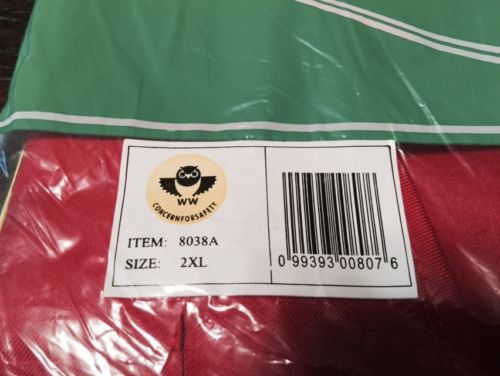 WW
CONCERNFORSAFETY
ITEM: 8038A
SIZE: 2XL
0 99393 00807 6